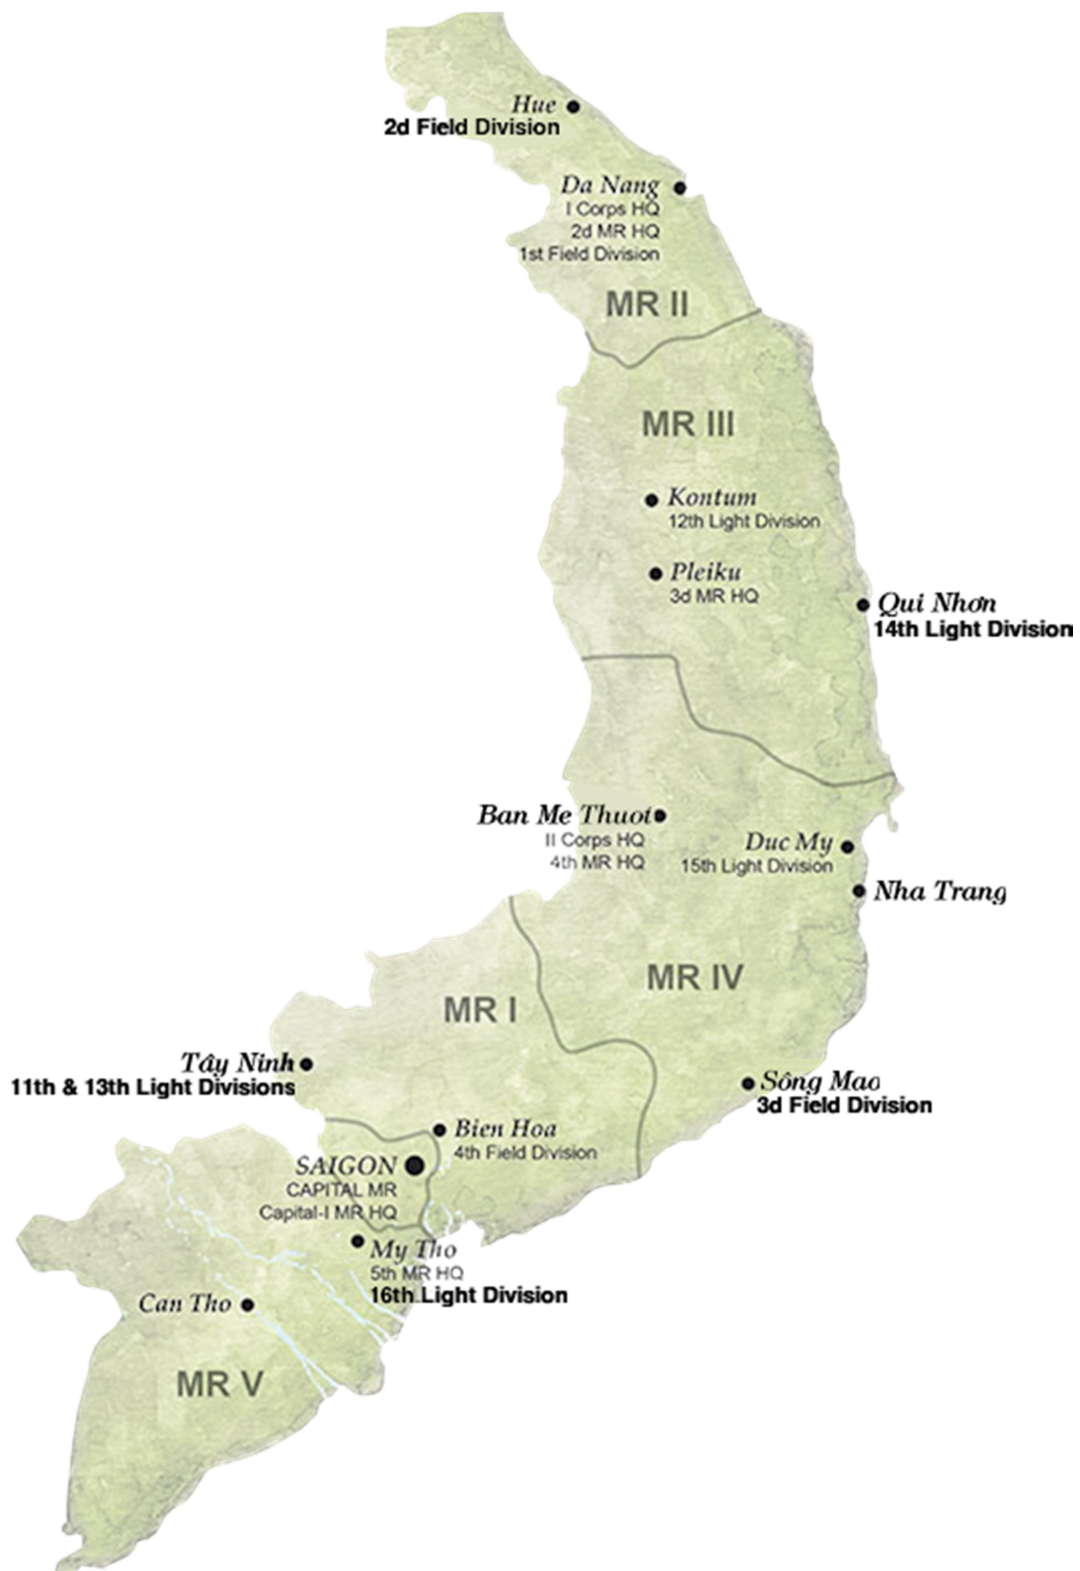 Hue
2d Field Division
Da Nang
I Corps HQ
2d MR HQ
1st Field Division
MR II
MR III
Kontum
12th Light Division
Pleiku
3d MR HQ
Qui Nhơn
14th Light Division
Ban Me Thuot
II Corps HQ
4th MR HQ
Duc My
15th Light Division
Nha Trang
MR IV
MR I
Tây Ninh
11th & 13th Light Divisions
Sông Mao
3d Field Division
Bien Hoa
4th Field Division
SAIGON
CAPITAL MR
Capital-I MR HQ
My Tho
5th MR HQ
16th Light Division
Can Tho
MR V